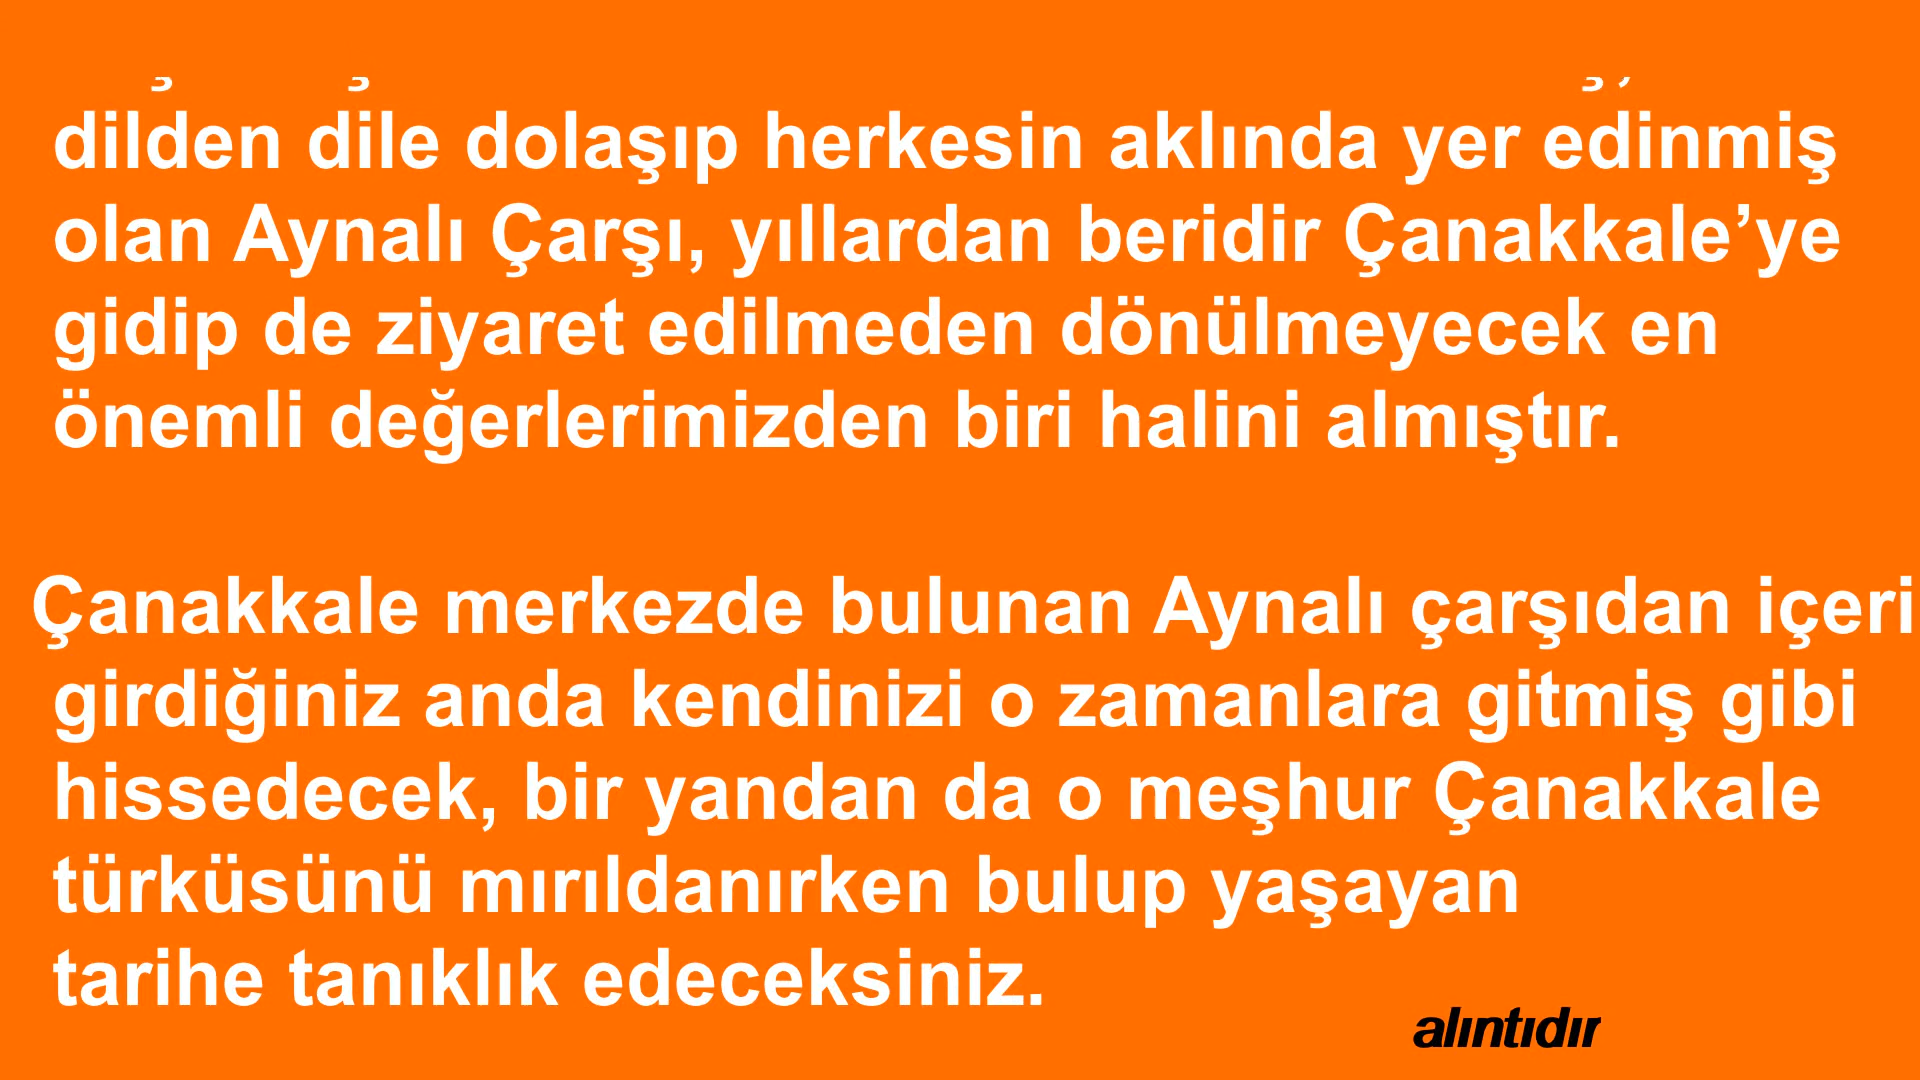 dilden dile dolaşıp herkesin aklında yer edinmiş
olan Aynalı Çarşı, yıllardan beridir Çanakkale’ye
gidip de ziyaret edilmeden dönülmeyecek en
önemli değerlerimizden biri halini almıştır.
Çanakkale merkezde bulunan Aynalı çarşıdan içeri
girdiğiniz anda kendinizi o zamanlara gitmiş gibi
hissedecek, bir yandan da o meşhur Çanakkale
türküsünü mırıldanırken bulup yaşayan
tarihe tanıklık edeceksiniz.
alıntıdır